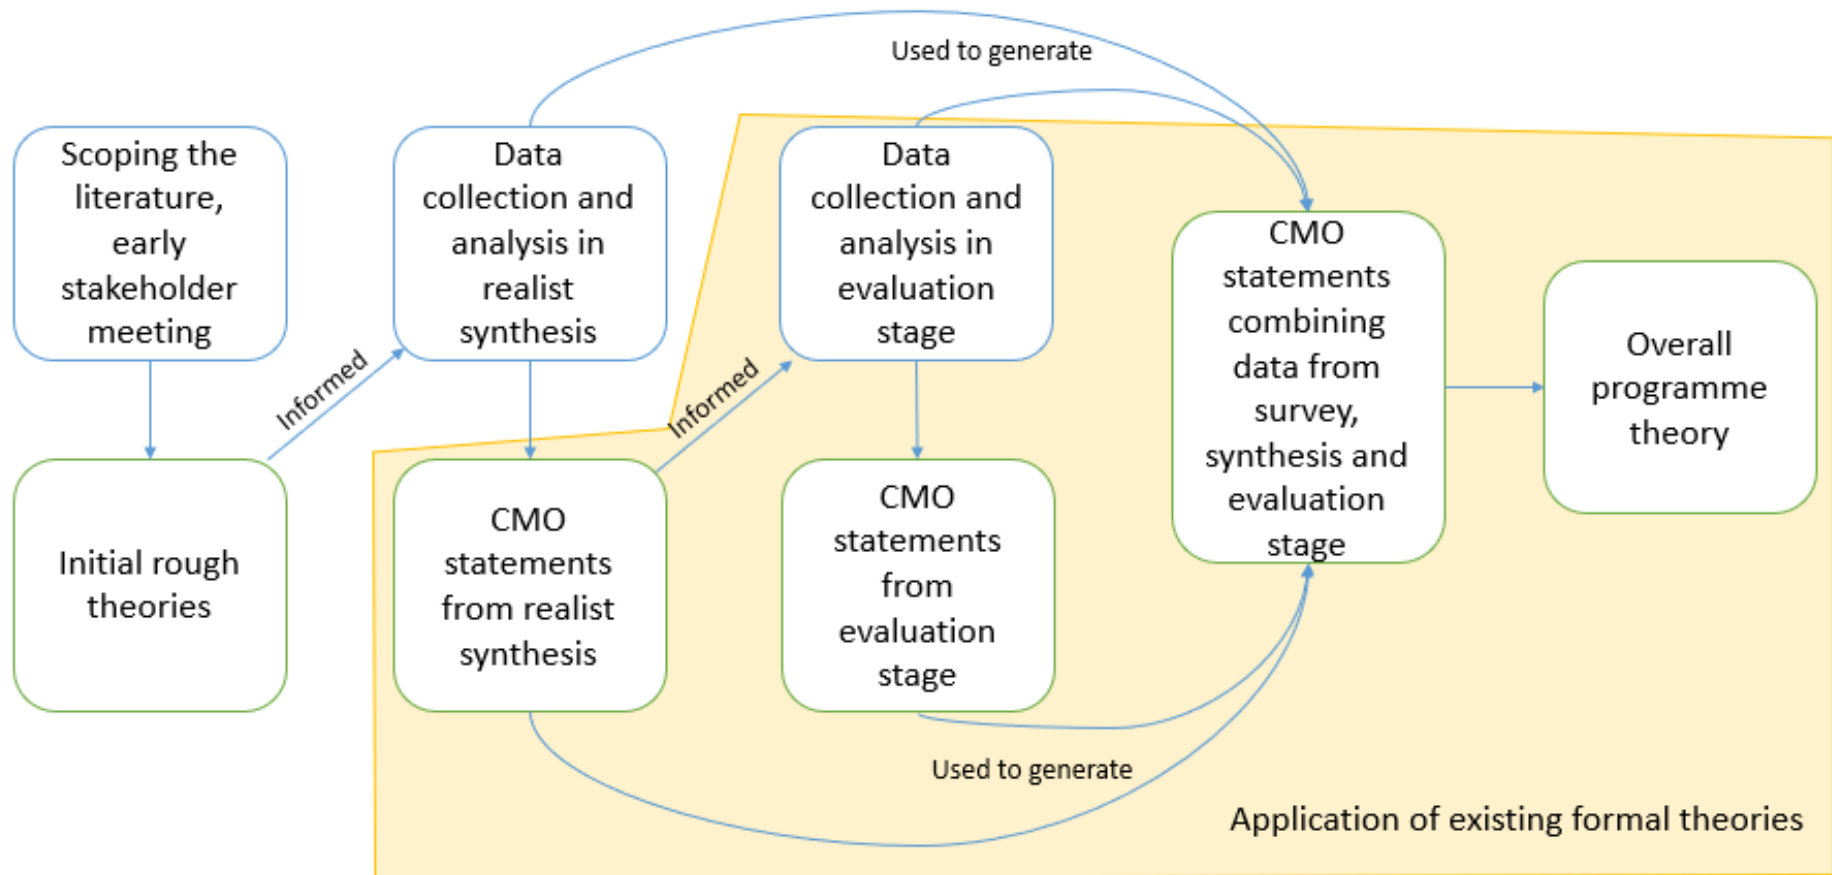 Used to generate
Scoping the
literature,
early
stakeholder
meeting
Data
collection and
analysis in
realist
synthesis
Data
collection and
analysis in
evaluation
stage
CMO
statements
combining
data from
survey,
synthesis and
evaluation
stage
Overall
programme
theory
Informed
Informed
Initial rough
theories
CMO
statements
from realist
synthesis
CMO
statements
from
evaluation
stage
Used to generate
Application of existing formal theories